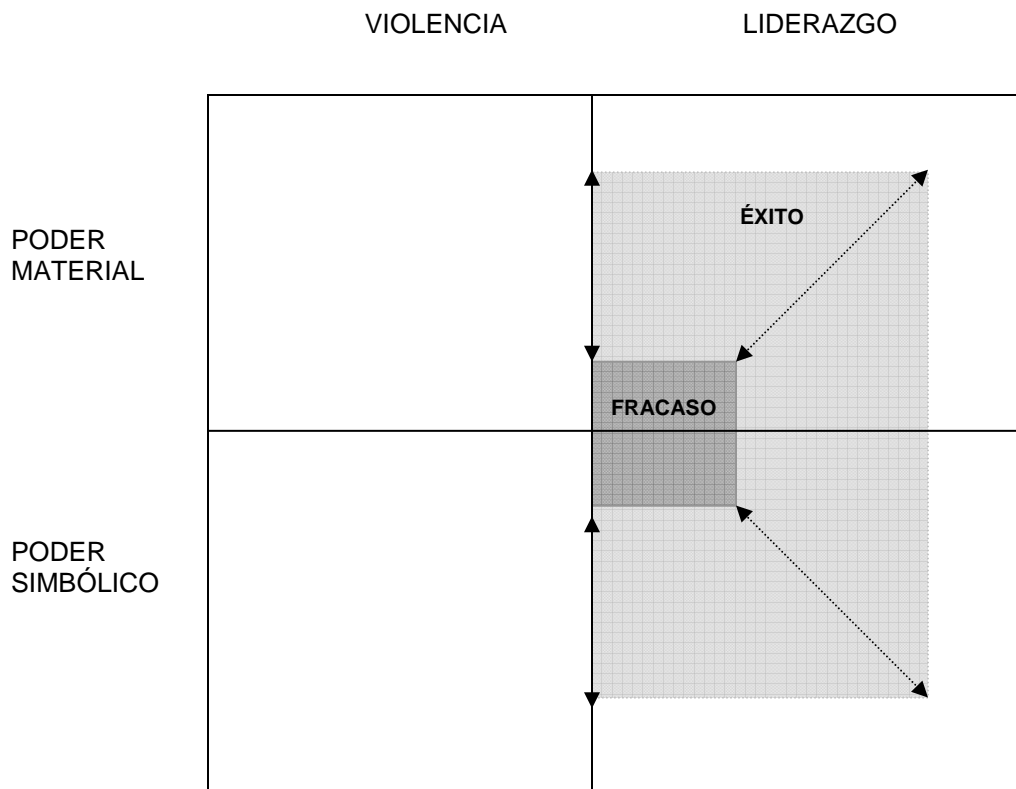 VIOLENCIA
LIDERAZGO
ÉXITO
PODER
MATERIAL
FRACASO
PODER
SIMBÓLICO